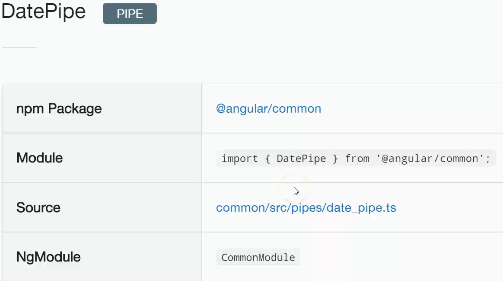 DatePipe PIPE
npm Package @angular/common
Module import { DatePipe } from '@angular/common';
Source common/src/pipes/date_pipe.ts
NgModule CommonModule